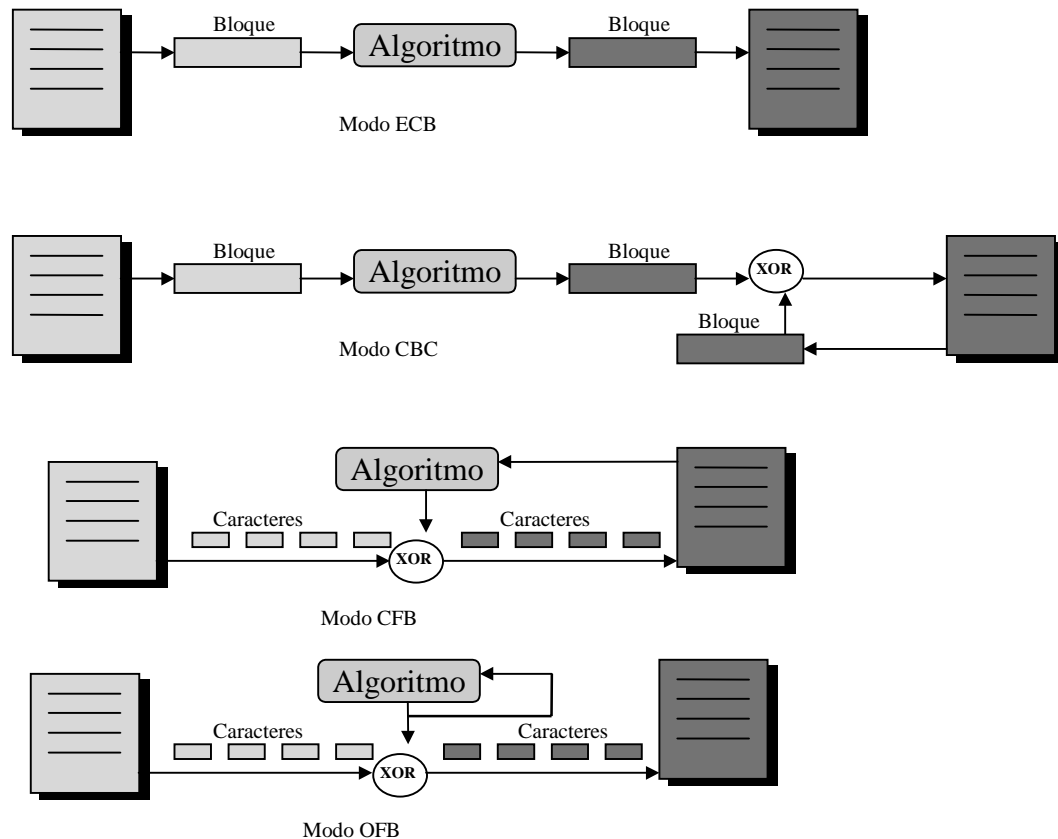 Bloque
Algoritmo
Bloque
Modo ECB
Bloque
Algoritmo
Bloque
XOR
Bloque
Modo CBC
Algoritmo
Caracteres
XOR
Caracteres
Modo CFB
Algoritmo
Caracteres
XOR
Caracteres
Modo OFB